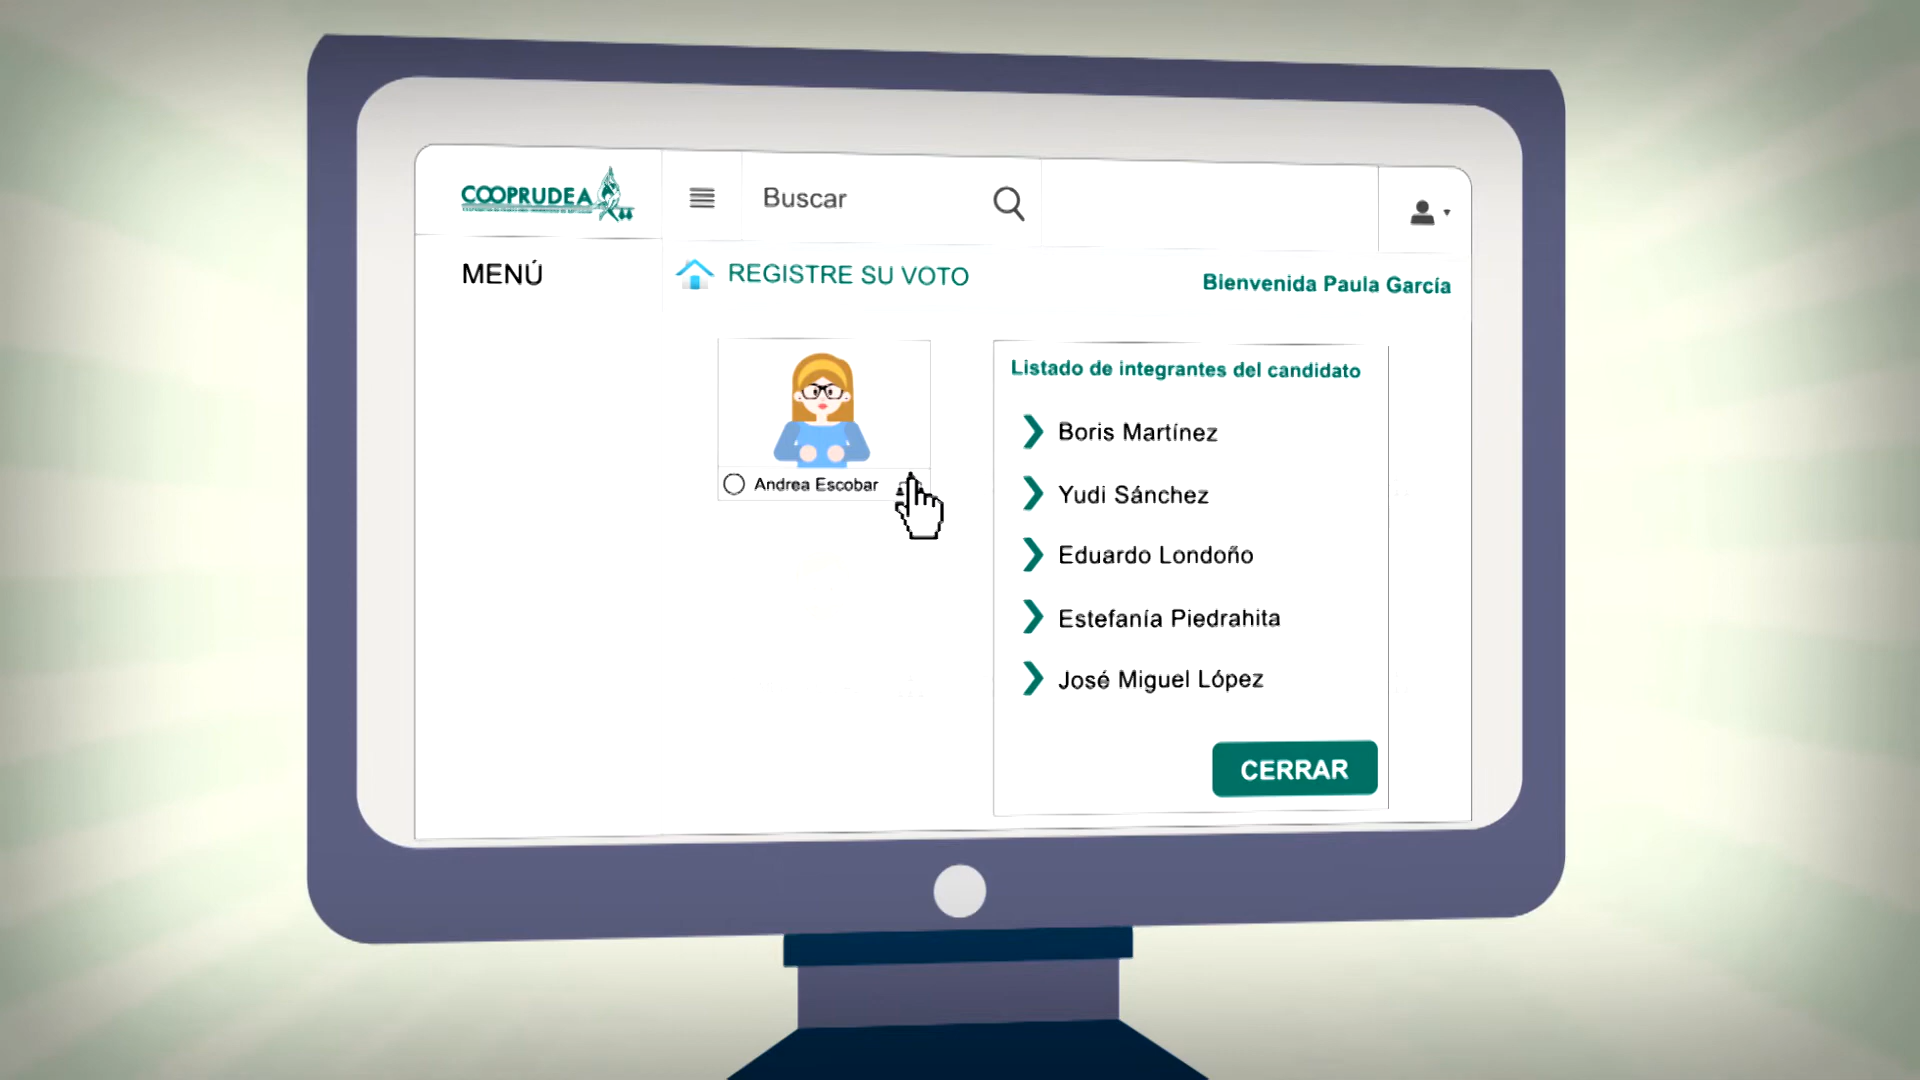 COOPRUDEA
Buscar
MENÚ
REGISTRE SU VOTO
Bienvenida Paula García
Andrea Escobar
Listado de integrantes del candidato
Boris Martínez
Yudi Sánchez
Eduardo Londoño
Estefanía Piedrahita
José Miguel López
CERRAR